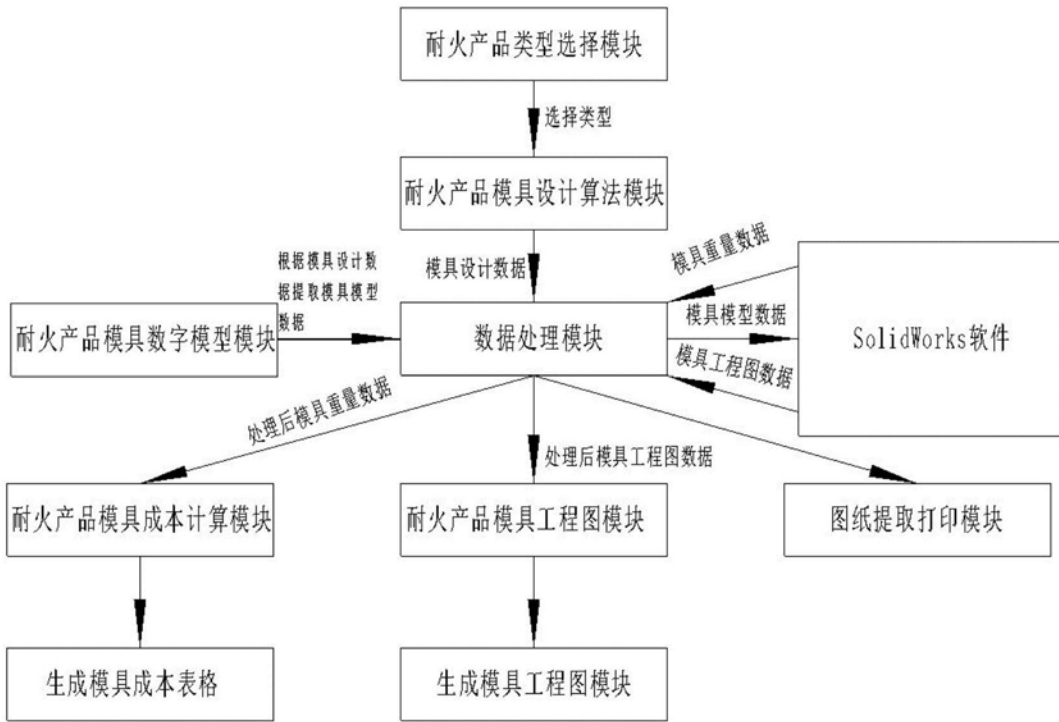 耐火产品类型选择模块
选择类型
耐火产品模具设计算法模块
模具设计数据
根据模具设计数
据提取模具模型
数据
模具重量数据
耐火产品模具数字模型模块
数据处理模块
模具模型数据
SolidWorks软件
模具工程图数据
处理后模具重量数据
处理后模具工程图数据
耐火产品模具成本计算模块
耐火产品模具工程图模块
图纸提取打印模块
生成模具成本表格
生成模具工程图模块